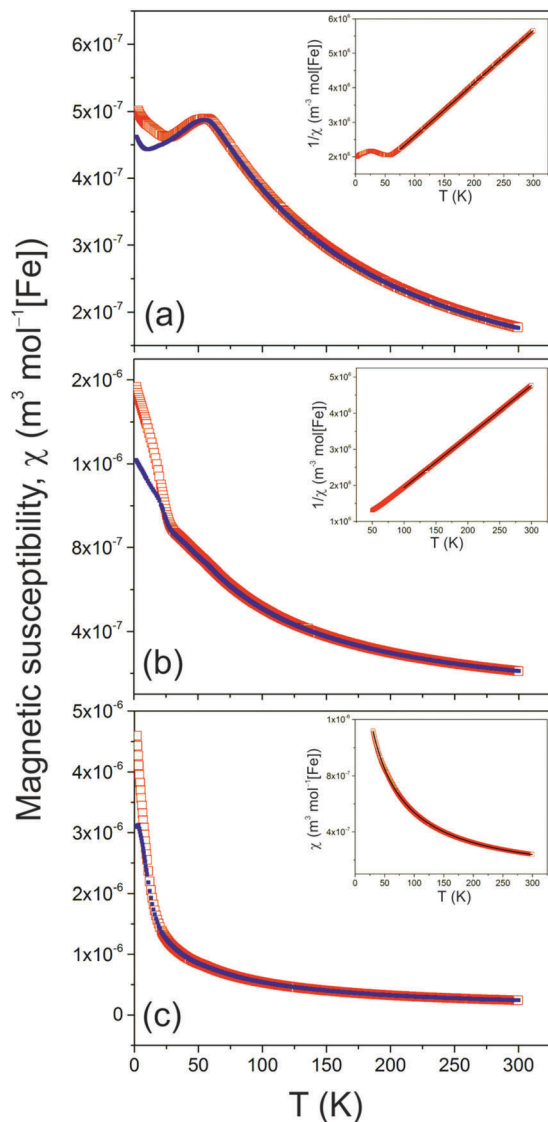 Magnetic susceptibility, χ (m³ mol⁻¹[Fe])
6x10⁻⁷
5x10⁻⁷
4x10⁻⁷
3x10⁻⁷
2x10⁻⁷
(a)
1/χ (m⁻³ mol[Fe])
6x10⁶
5x10⁶
4x10⁶
3x10⁶
2x10⁶
0 50 100 150 200 250 300
T (K)
2x10⁻⁶
1x10⁻⁶
8x10⁻⁷
4x10⁻⁷
(b)
1/χ (m⁻³ mol[Fe])
5x10⁶
4x10⁶
3x10⁶
2x10⁶
1x10⁶
50 100 150 200 250 300
T (K)
5x10⁻⁶
4x10⁻⁶
3x10⁻⁶
2x10⁻⁶
1x10⁻⁶
0
(c)
χ (m³ mol⁻¹[Fe])
1x10⁻⁶
8x10⁻⁷
4x10⁻⁷
0 50 100 150 200 250 300
T (K)
0 50 100 150 200 250 300
T (K)